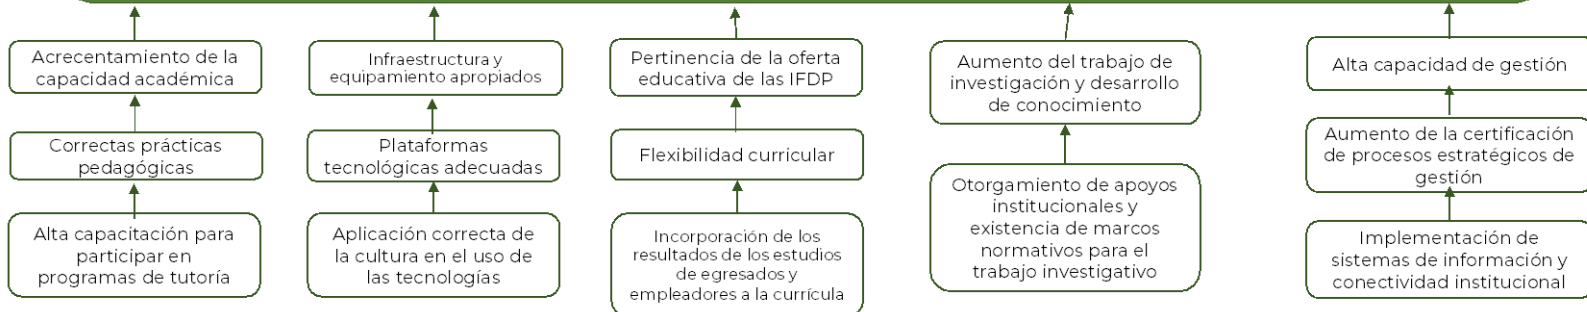 Acrecentamiento de la
capacidad académica
Infraestructura y
equipamiento apropiados
Pertinencia de la oferta
educativa de las IFDP
Aumento del trabajo de
investigación y desarrollo
de conocimiento
Alta capacidad de gestión
Correctas prácticas
pedagógicas
Plataformas
tecnológicas adecuadas
Flexibilidad curricular
Aumento de la certificación
de procesos estratégicos de
gestión
Alta capacitación para
participar en
programas de tutoría
Aplicación correcta de
la cultura en el uso de
las tecnologías
Incorporación de los
resultados de los estudios
de egresados y
empleadores a la currícula
Otorgamiento de apoyos
institucionales y
existencia de marcos
normativos para el
trabajo investigativo
Implementación de
sistemas de información y
conectividad institucional